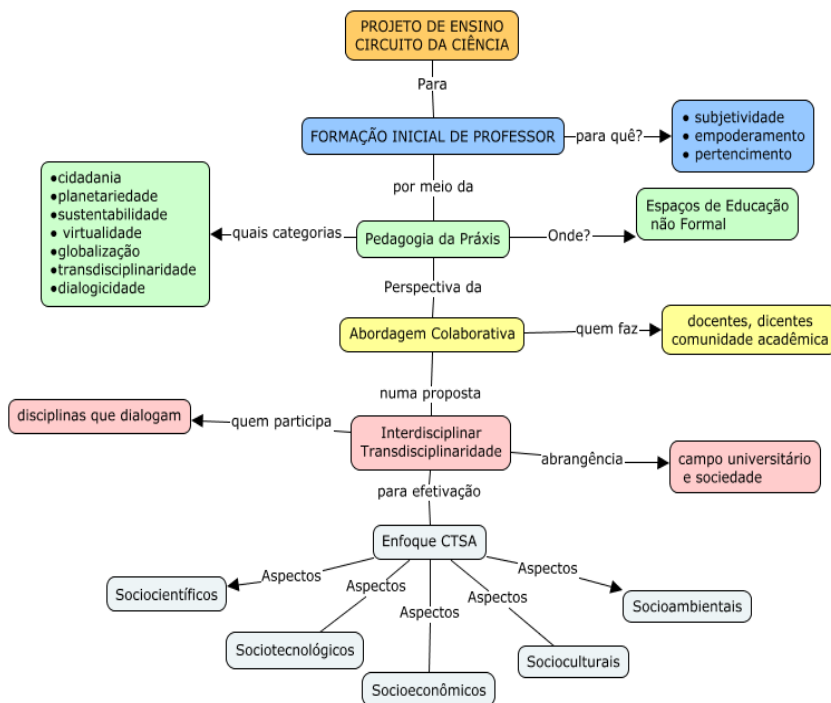 PROJETO DE ENSINO
CIRCUITO DA CIÊNCIA
Para
FORMAÇÃO INICIAL DE PROFESSOR
para quê?
● subjetividade
● empoderamento
● pertencimento
por meio da
●cidadania
●planetariedade
●sustentabilidade
● virtualidade
●globalização
●transdisciplinaridade
●dialogicidade
quais categorias
Pedagogia da Práxis
Onde?
Espaços de Educação
não Formal
Perspectiva da
Abordagem Colaborativa
quem faz
docentes, dicentes
comunidade acadêmica
numa proposta
disciplinas que dialogam
quem participa
Interdisciplinar
Transdisciplinaridade
abrangência
campo universitário
e sociedade
para efetivação
Enfoque CTSA
Aspectos
Aspectos
Aspectos
Aspectos
Aspectos
Sociocientíficos
Sociotecnológicos
Socioeconômicos
Socioculturais
Socioambientais